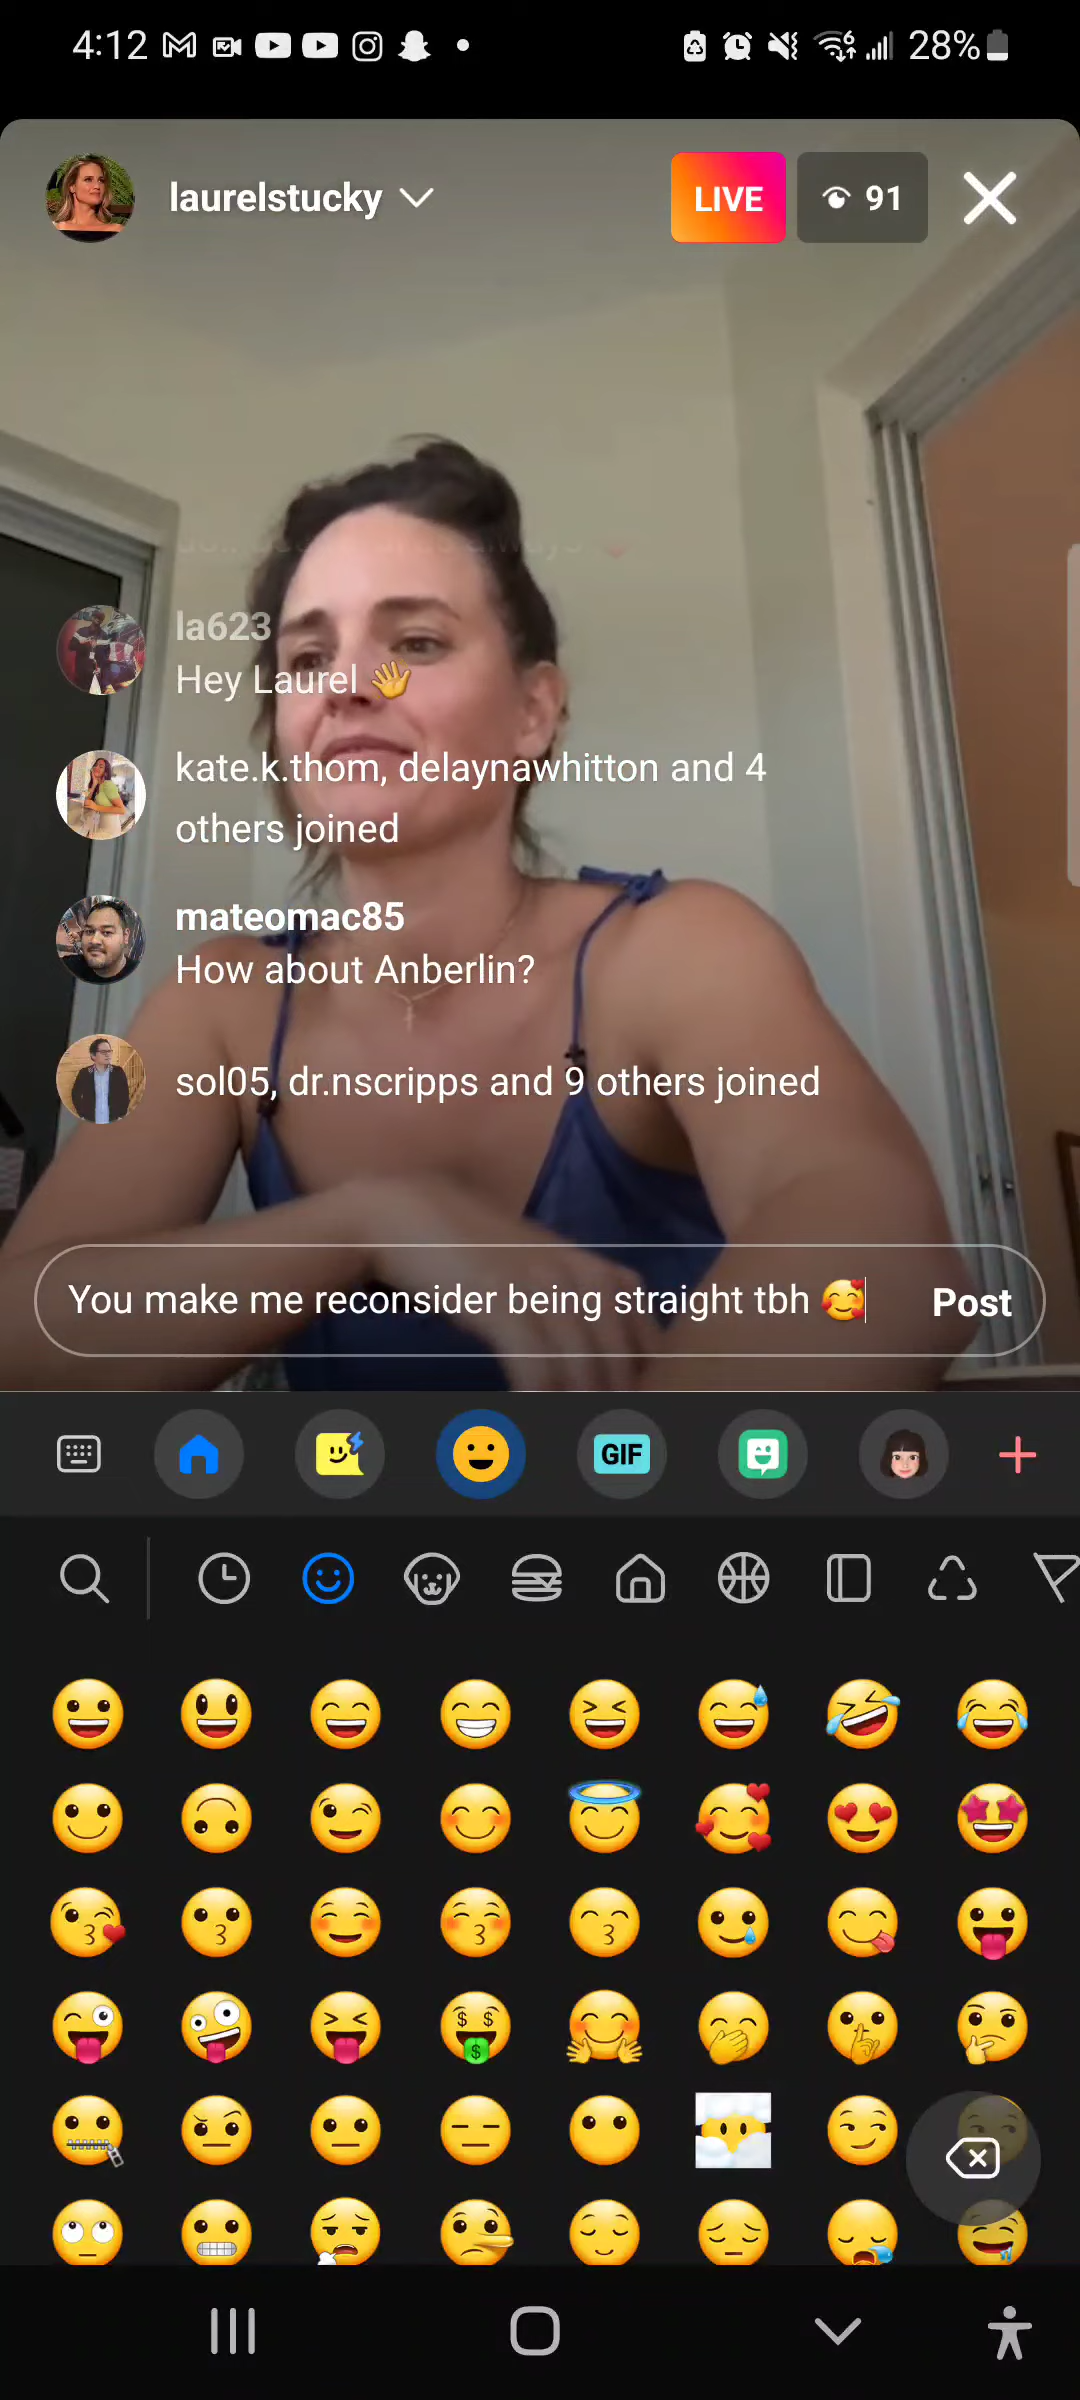 4:12
28%
laurelstucky
LIVE
91
la623
Hey Laurel 👋
kate.k.thom, delaynawhitton and 4
others joined
mateomac85
How about Anberlin?
sol05, dr.nscripps and 9 others joined
You make me reconsider being straight tbh 🥰
Post
GIF